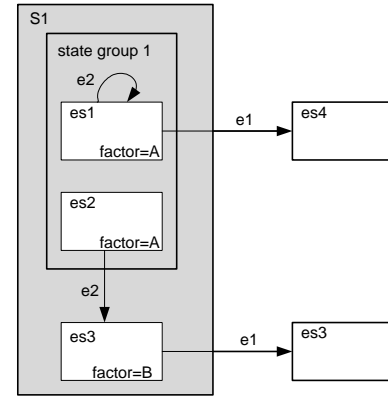 S1
state group 1
e2
es1
factor=A
e1
es4
es2
factor=A
e2
es3
factor=B
e1
es3